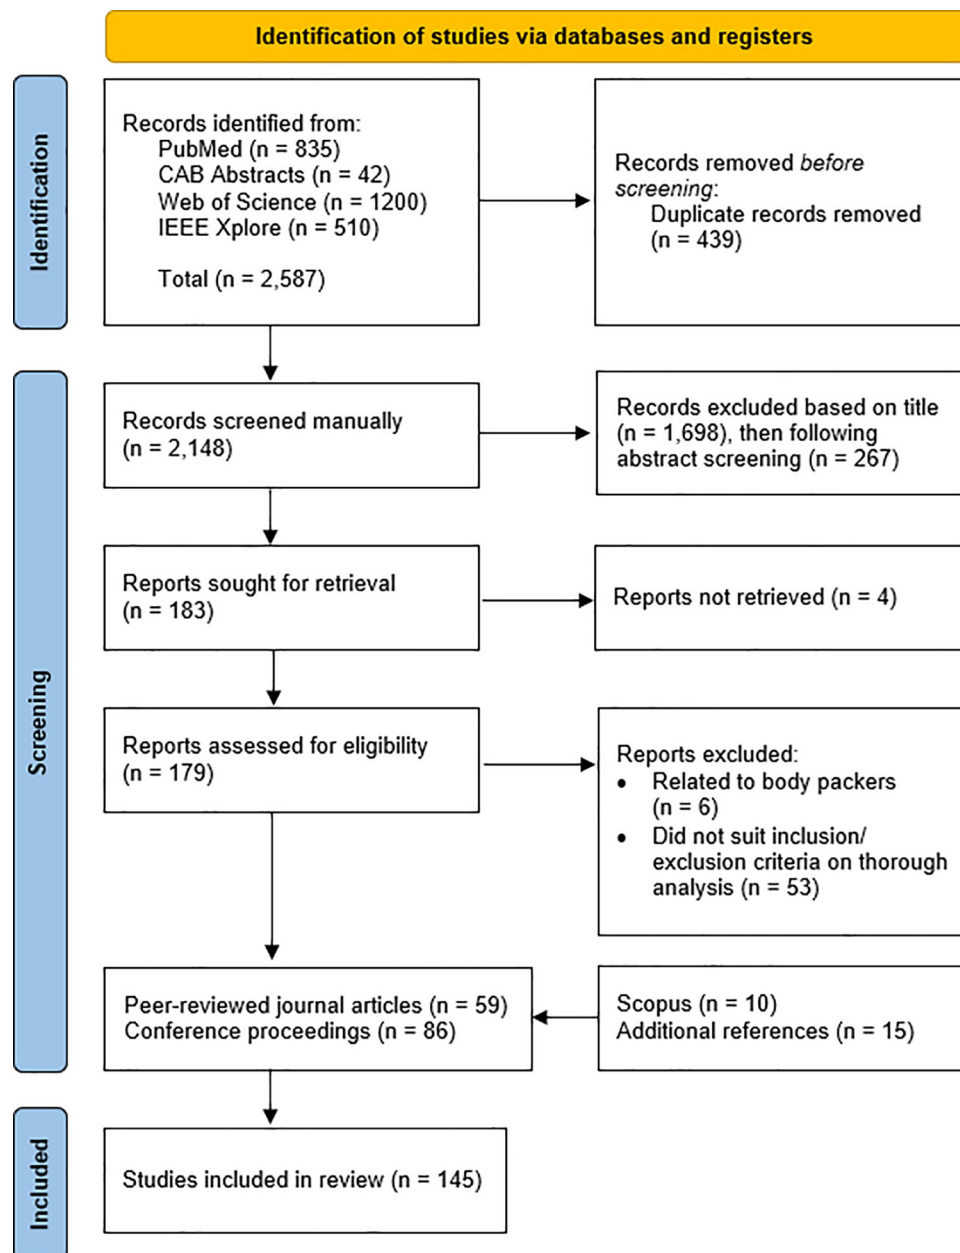 Identification of studies via databases and registers
Identification
Records identified from:
PubMed (n = 835)
CAB Abstracts (n = 42)
Web of Science (n = 1200)
IEEE Xplore (n = 510)
Total (n = 2,587)
Records removed before
screening:
Duplicate records removed
(n = 439)
Screening
Records screened manually
(n = 2,148)
Records excluded based on title
(n = 1,698), then following
abstract screening (n = 267)
Reports sought for retrieval
(n = 183)
Reports not retrieved (n = 4)
Reports assessed for eligibility
(n = 179)
Reports excluded:
• Related to body packers
(n = 6)
• Did not suit inclusion/
exclusion criteria on thorough
analysis (n = 53)
Peer-reviewed journal articles (n = 59)
Conference proceedings (n = 86)
Scopus (n = 10)
Additional references (n = 15)
Included
Studies included in review (n = 145)